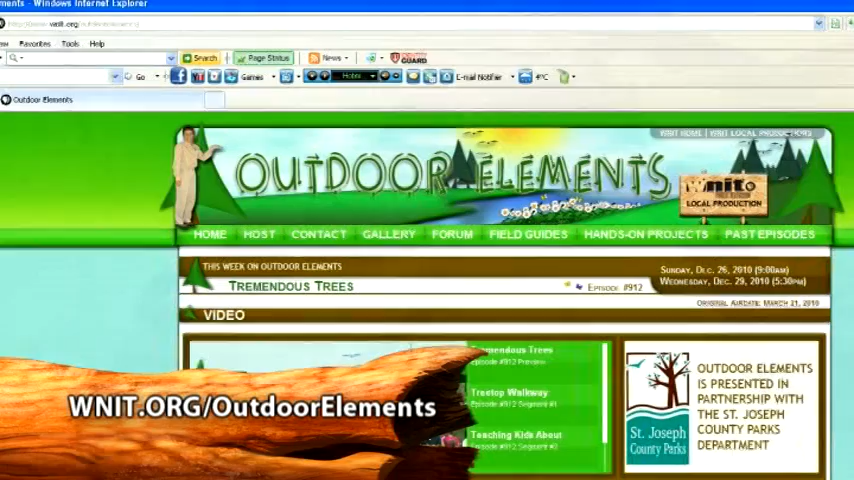 ments - Windows Internet Explorer
Favorites Tools Help
Search Page Status News GUARD
Go Games Hotel E-mail Notifier 4°C
Outdoor Elements
WNIT HOME | WNIT LOCAL PRODUCTIONS
OUTDOOR ELEMENTS
wnit
LOCAL PRODUCTION
HOME HOST CONTACT GALLERY FORUM FIELD GUIDES HANDS-ON PROJECTS PAST EPISODES
THIS WEEK ON OUTDOOR ELEMENTS
SUNDAY, DEC. 26, 2010 (9:00AM)
WEDNESDAY, DEC. 29, 2010 (5:30PM)
TREMENDOUS TREES
EPISODE #912
ORIGINAL AIRDATE: MARCH 21, 2010
VIDEO
Tremendous Trees
Episode #912 Preview
Treetop Walkway
Episode #912 Segment #1
Teaching Kids About
Episode #912 Segment #2
St. Joseph
County Parks
OUTDOOR ELEMENTS
IS PRESENTED IN
PARTNERSHIP WITH
THE ST. JOSEPH
COUNTY PARKS
DEPARTMENT
WNIT.ORG/OutdoorElements